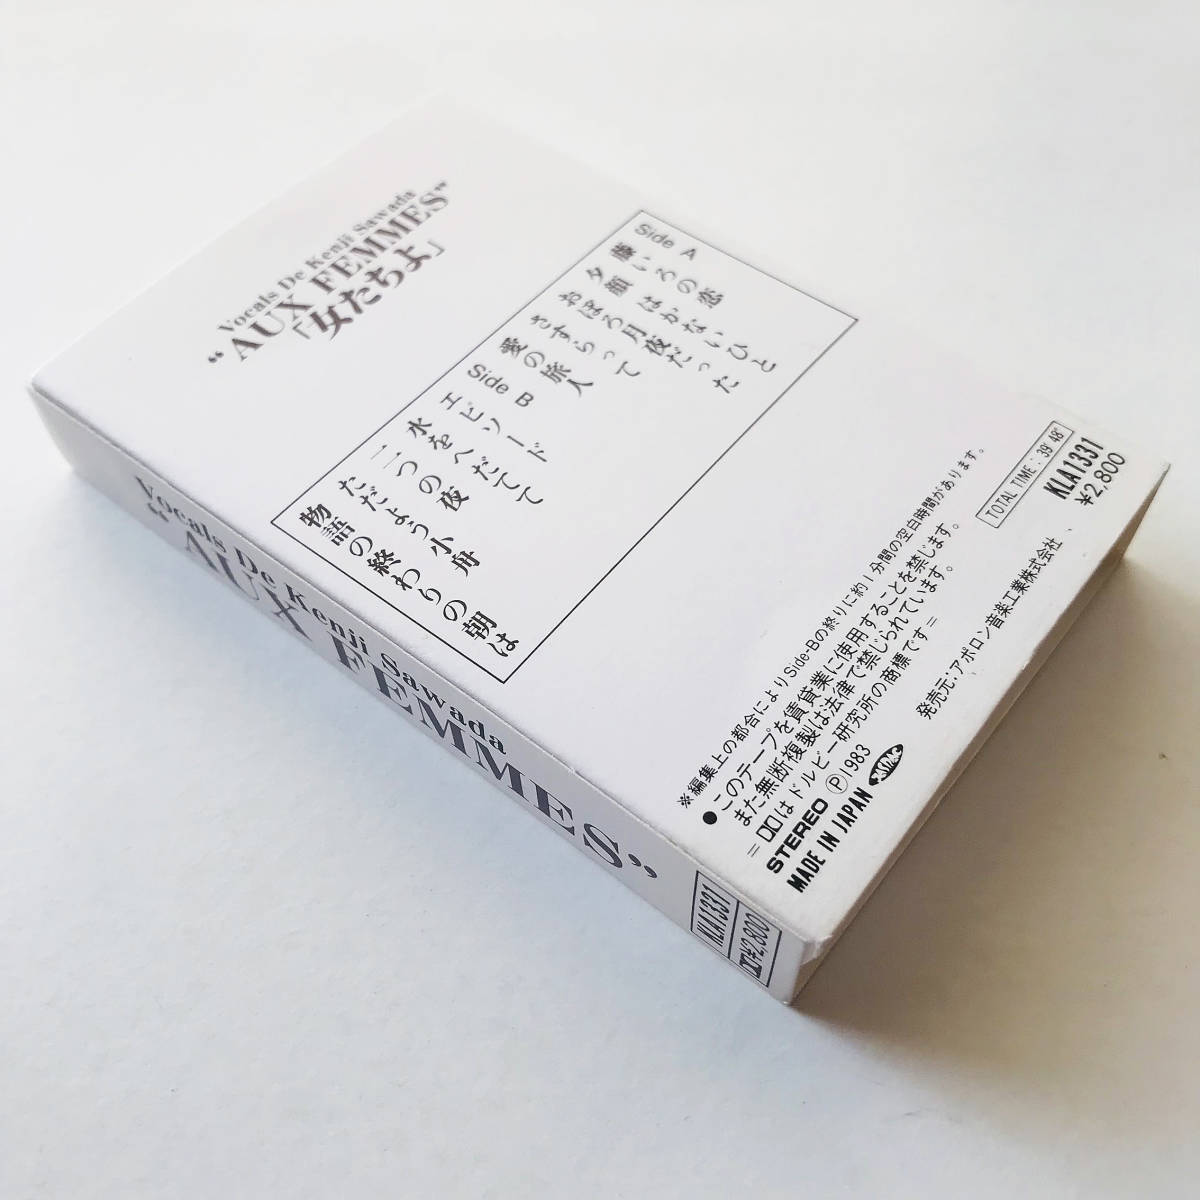 Vocals De Kenji Sawada
“AUX FEMMES”
「女たちよ」
Side A
藤いろの恋
夕顔 はかないひと
おぼろ月夜だった
さすらって
愛の旅人
Side B
エピソード
水をへだてて
二つの夜
ただよう小舟
物語の終わりの朝は
※編集上の都合によりSide-Bの終りに約1分間の空白時間があります。
●このテープを賃貸業に使用することを禁じます。
また無断複製は法律で禁じられています。
=はドルビー研究所の商標です=
STEREO Ⓟ1983
MADE IN JAPAN
TOTAL TIME : 39' 48"
KLA1331
¥2,800
発売元:アポロン音楽工業株式会社
Vocals De Kenji Sawada
“AUX FEMMES”
KLA1331
¥2,800